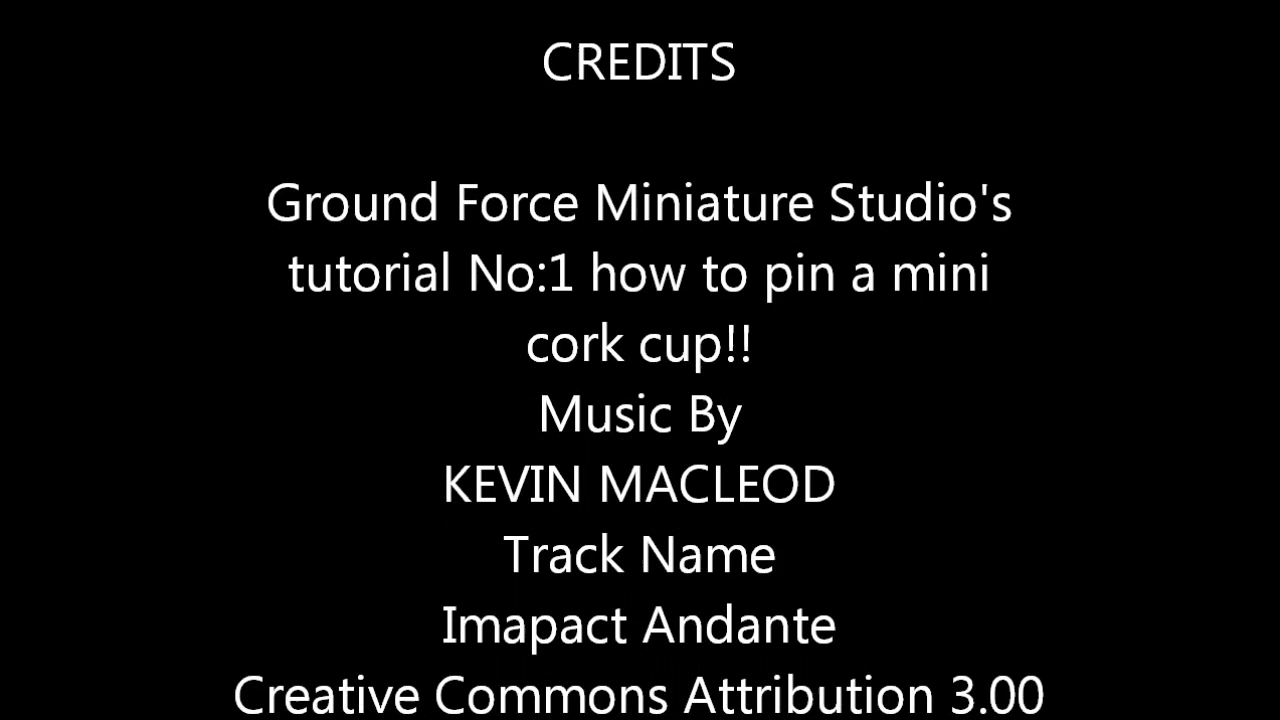 CREDITS
Ground Force Miniature Studio's
tutorial No:1 how to pin a mini
cork cup!!
Music By
KEVIN MACLEOD
Track Name
Imapact Andante
Creative Commons Attribution 3.00